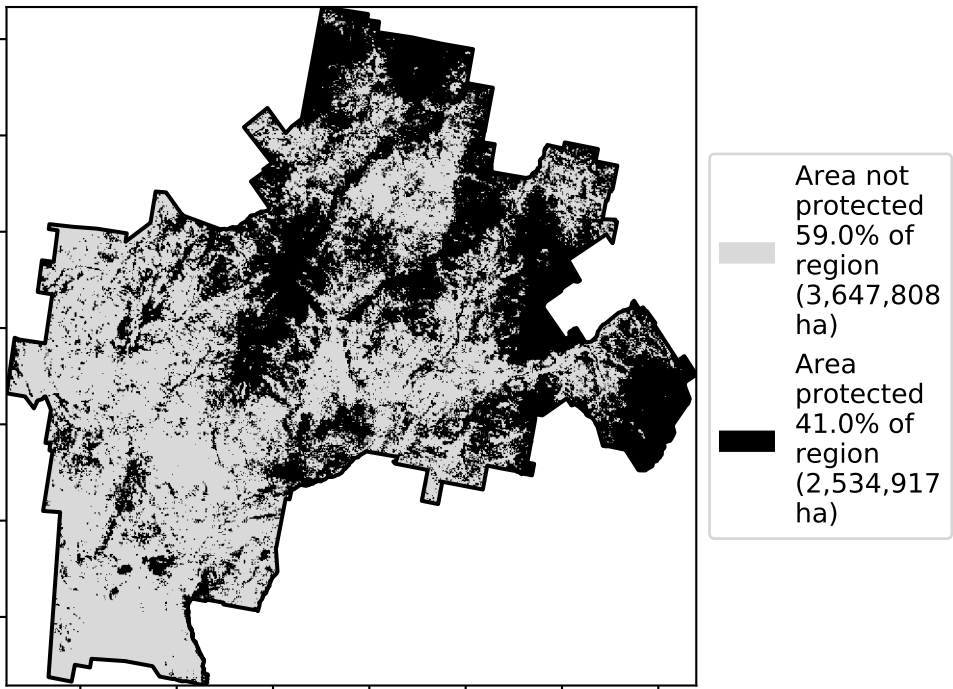 Area not
protected
59.0% of
region
(3,647,808
ha)
Area
protected
41.0% of
region
(2,534,917
ha)